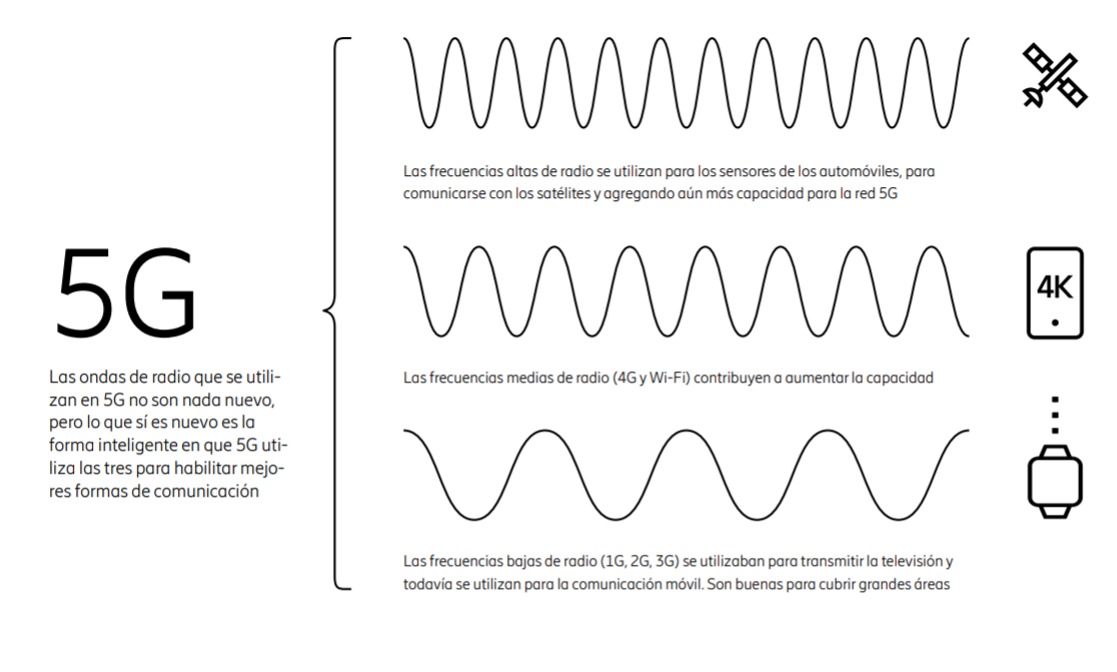 5G
Las ondas de radio que se utili-
zan en 5G no son nada nuevo,
pero lo que sí es nuevo es la
forma inteligente en que 5G uti-
liza las tres para habilitar mejo-
res formas de comunicación
Las frecuencias altas de radio se utilizan para los sensores de los automóviles, para
comunicarse con los satélites y agregando aún más capacidad para la red 5G
4K
Las frecuencias medias de radio (4G y Wi-Fi) contribuyen a aumentar la capacidad
Las frecuencias bajas de radio (1G, 2G, 3G) se utilizaban para transmitir la televisión y
todavía se utilizan para la comunicación móvil. Son buenas para cubrir grandes áreas